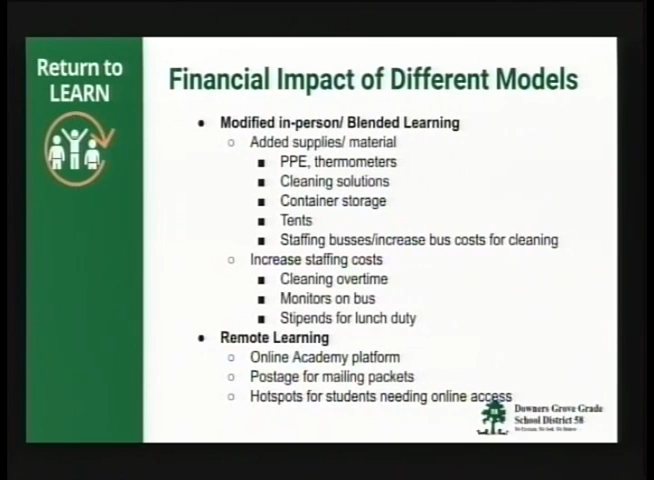 Return to
LEARN
Financial Impact of Different Models
Modified in-person/ Blended Learning
Added supplies/ material
PPE, thermometers
Cleaning solutions
Container storage
Tents
Staffing busses/increase bus costs for cleaning
Increase staffing costs
Cleaning overtime
Monitors on bus
Stipends for lunch duty
Remote Learning
Online Academy platform
Postage for mailing packets
Hotspots for students needing online access
Downers Grove Grade
School District 58